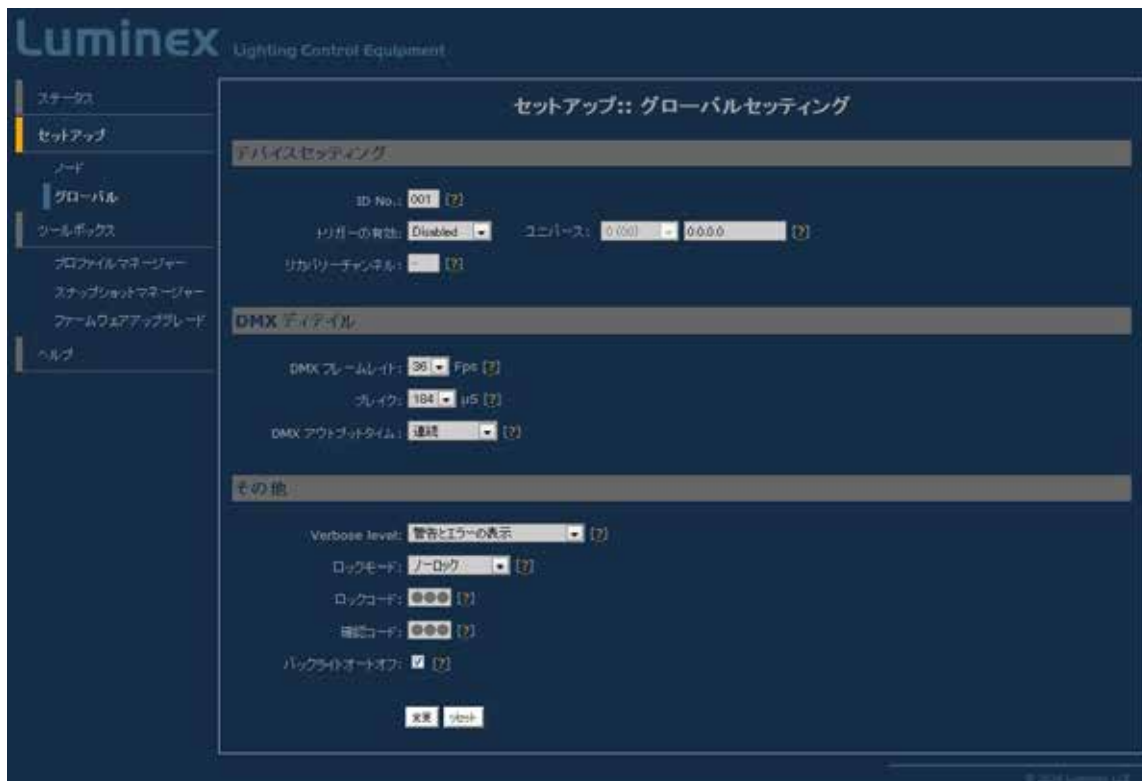 Luminex Lighting Control Equipment
ステータス
セットアップ
ノード
グローバル
ツールボックス
プロファイルマネージャー
スナップショットマネージャー
ファームウェアアップグレード
ヘルプ
セットアップ:: グローバルセッティング
デバイスセッティング
ID No.: 001 [?]
トリガーの有効: Disabled ユニバース: 0 (00) 0.0.0.0 [?]
リカバリーチャンネル: - [?]
DMX ディテイル
DMX フレームレイト: 36 Fps [?]
ブレイク: 184 µS [?]
DMX アウトプットタイム: 連続 [?]
その他
Verbose level: 警告とエラーの表示 [?]
ロックモード: ノーロック [?]
ロックコード: ●●● [?]
確認コード: ●●● [?]
バックライトオートオフ: [?]
変更 リセット